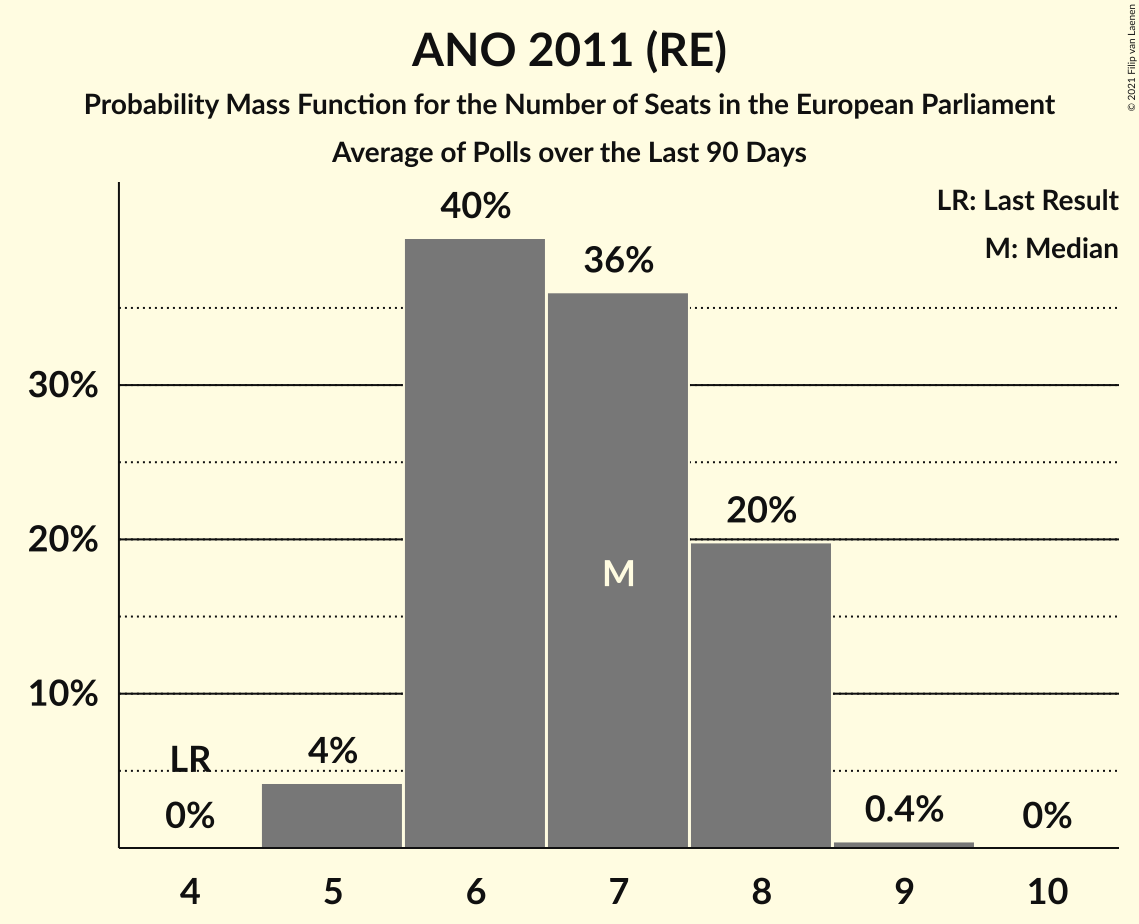 ANO 2011 (RE)
Probability Mass Function for the Number of Seats in the European Parliament
Average of Polls over the Last 90 Days
© 2021 Filip van Laenen
LR: Last Result
M: Median
40%
36%
30%
20%
20%
M
10%
LR
4%
0%
0.4%
0%
4 5 6 7 8 9 10